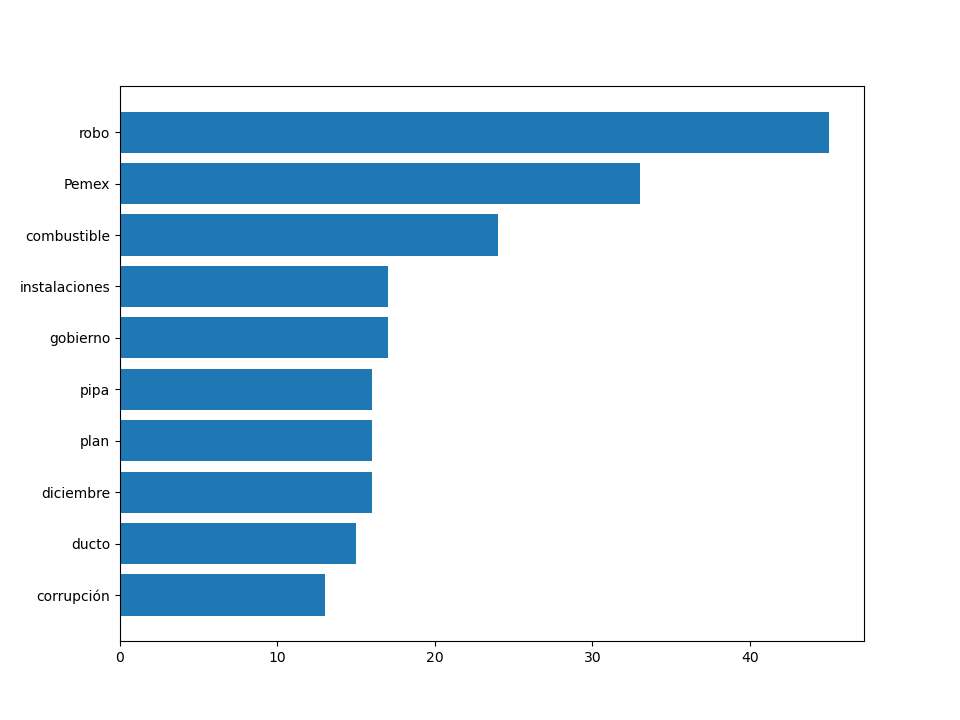 robo
Pemex
combustible
instalaciones
gobierno
pipa
plan
diciembre
ducto
corrupción
0 10 20 30 40